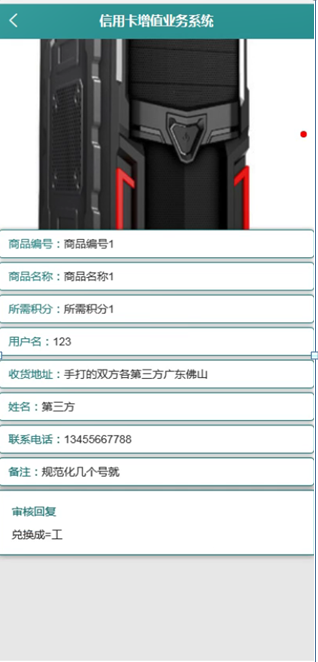 信用卡增值业务系统
商品编号：商品编号1
商品名称：商品名称1
所需积分：所需积分1
用户名：123
收货地址：手打的双方各第三方广东佛山
姓名：第三方
联系电话：13455667788
备注：规范化几个号就
审核回复
兑换成=工